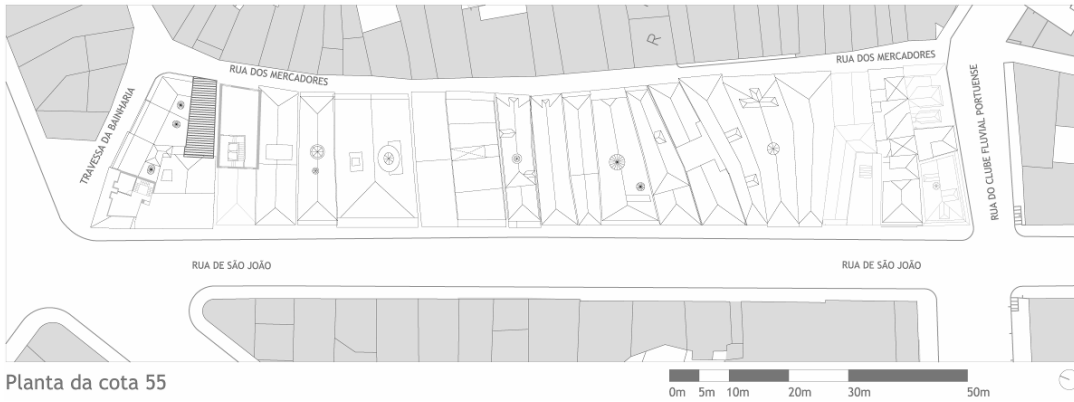 R
RUA DOS MERCADORES
RUA DOS MERCADORES
TRAVESSA DA BAINHARIA
RUA DO CLUBE FLUVIAL PORTUENSE
RUA DE SÃO JOÃO
RUA DE SÃO JOÃO
Planta da cota 55
0m 5m 10m 20m 30m 50m